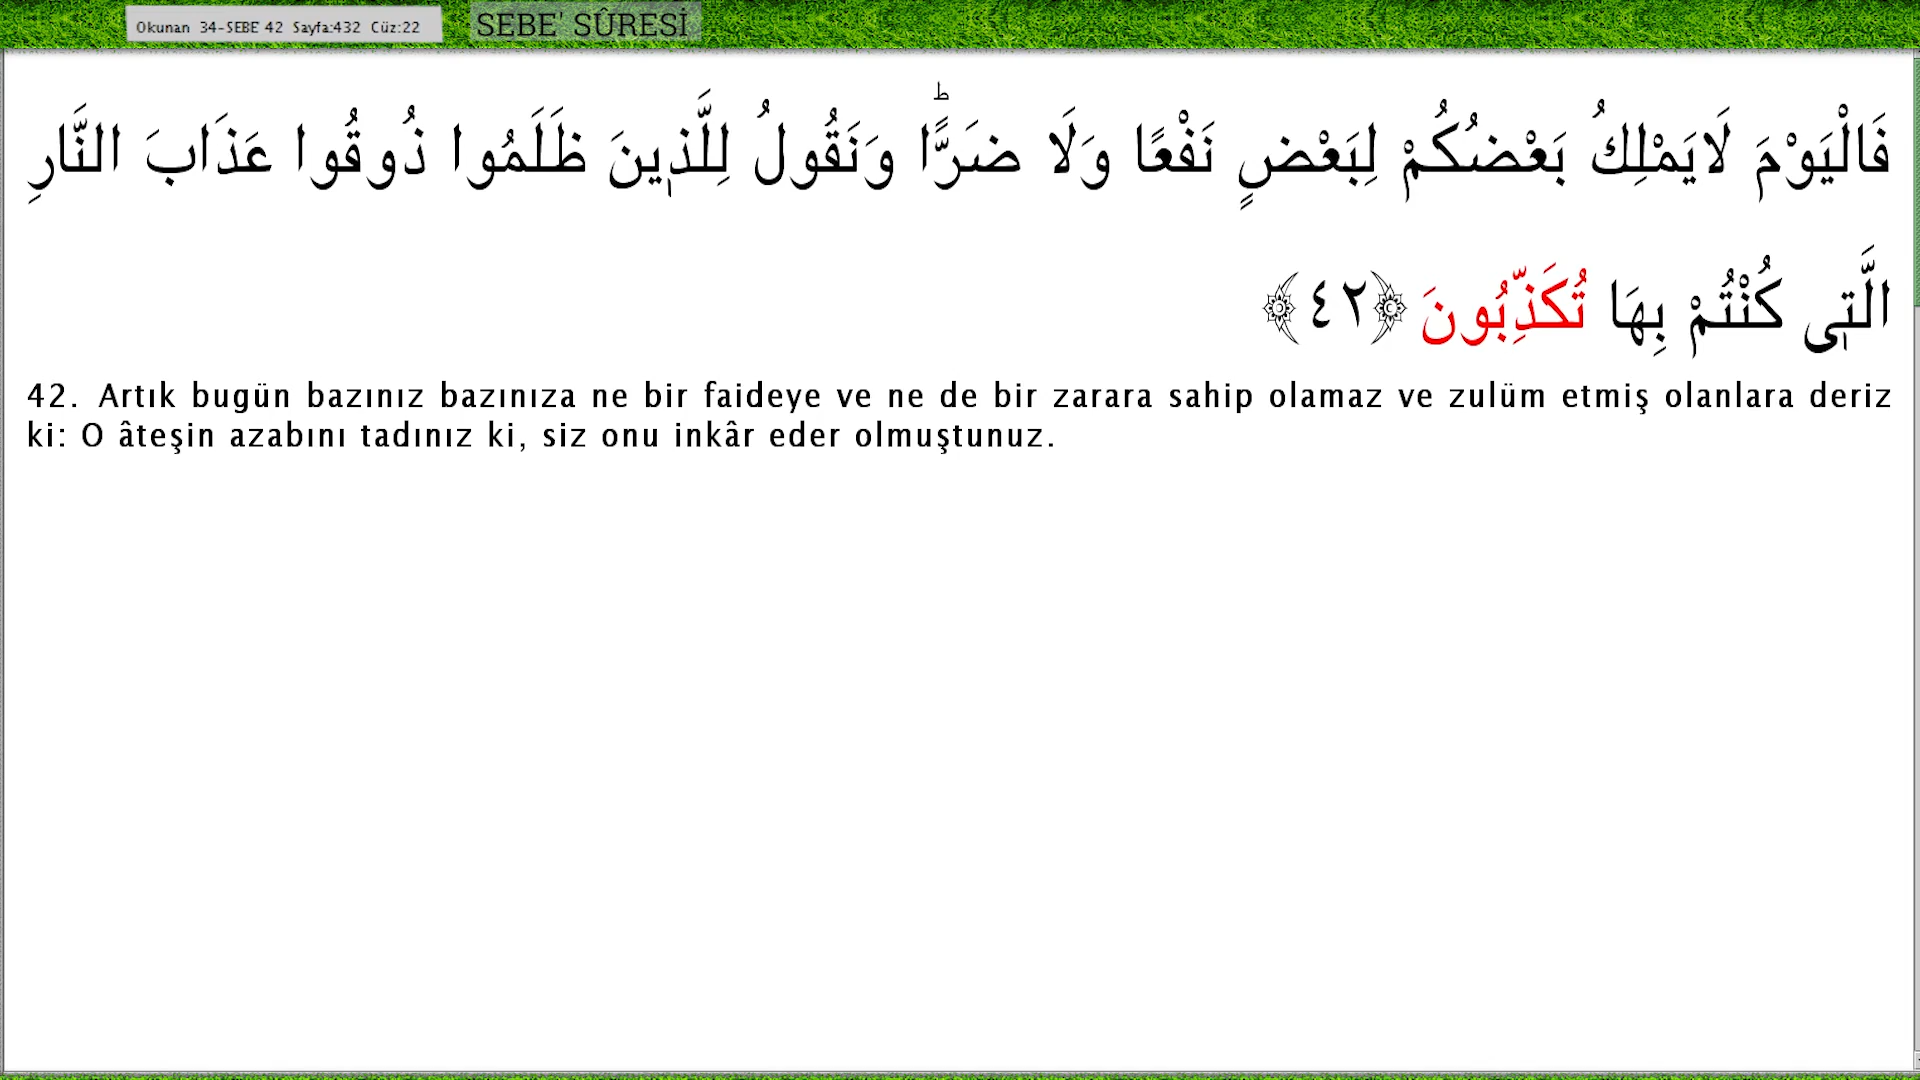 Okunan 34-SEBE 42 Sayfa:432 Cüz:22
SEBE' SÛRESİ
فَالْيَوْمَ لَايَمْلِكُ بَعْضُكُمْ لِبَعْضٍ نَفْعًا وَلَا ضَرًّاۜ وَنَقُولُ لِلَّذ۪ينَ ظَلَمُوا ذُوقُوا عَذَابَ النَّارِ
الَّت۪ى كُنْتُمْ بِهَا تُكَذِّبُونَ ﴿٤٢﴾
42. Artık bugün bazınız bazınıza ne bir faideye ve ne de bir zarara sahip olamaz ve zulüm etmiş olanlara deriz
ki: O âteşin azabını tadınız ki, siz onu inkâr eder olmuştunuz.